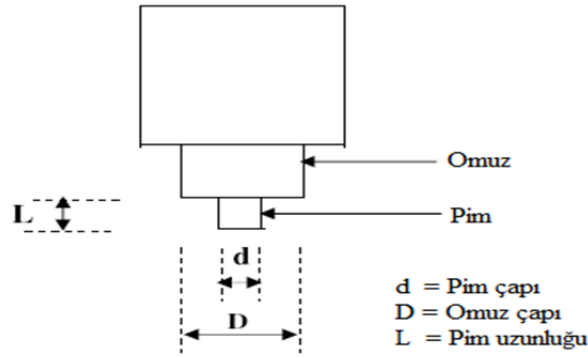 Omuz
L
Pim
d
D
d = Pim çapı
D = Omuz çapı
L = Pim uzunluğu